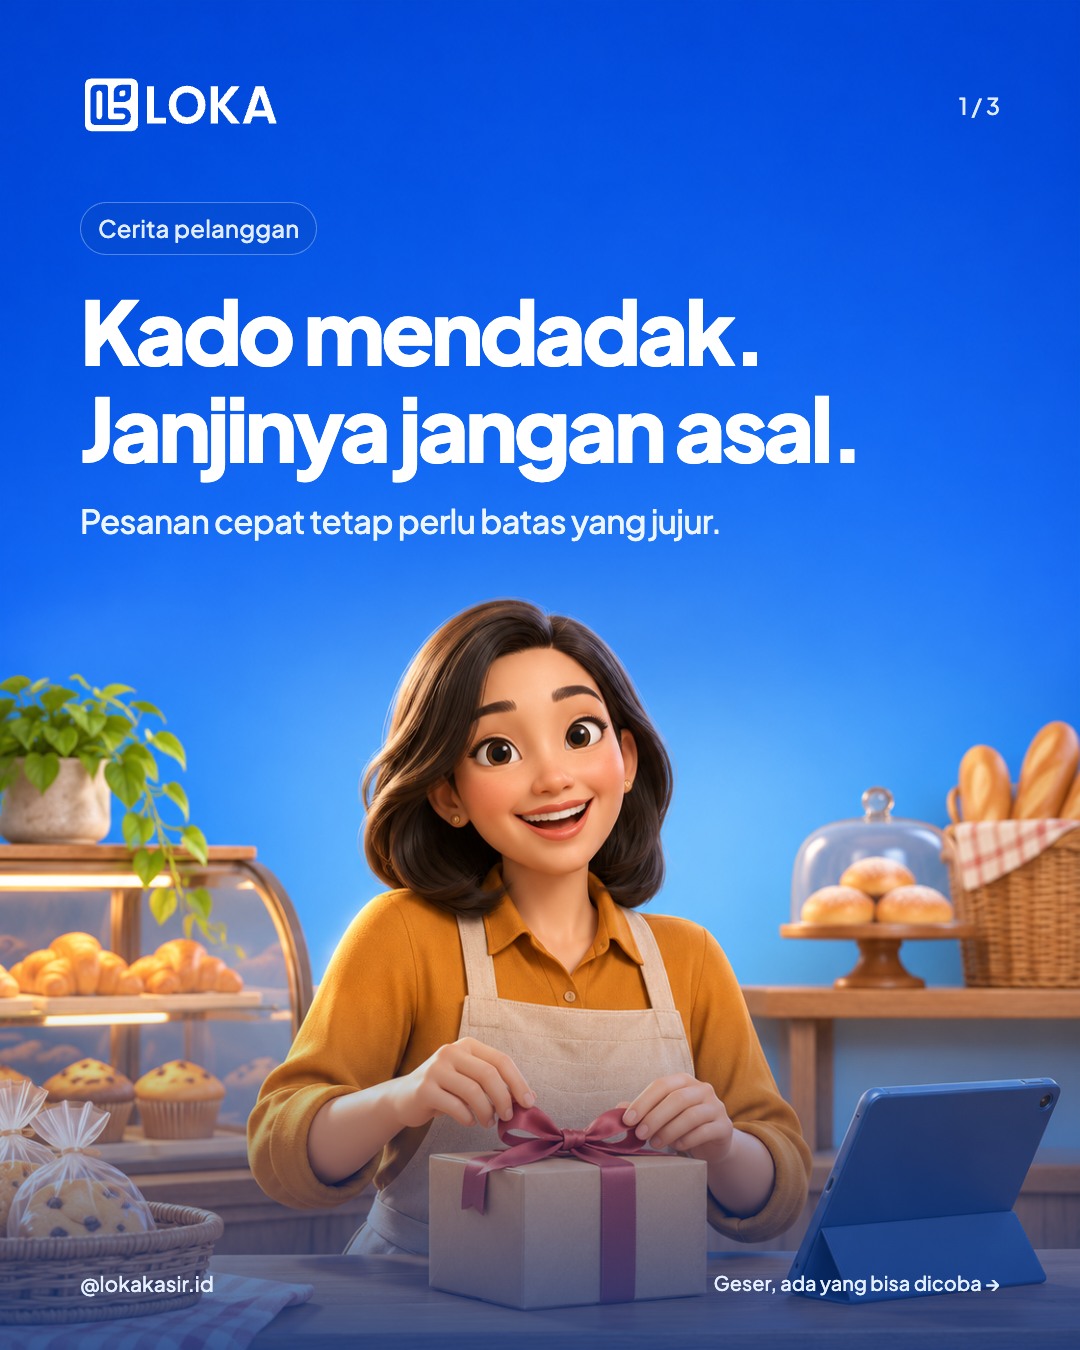 LOKA
1 / 3
Cerita pelanggan
Kado mendadak.
Janjinya jangan asal.
Pesanan cepat tetap perlu batas yang jujur.
@lokakasir.id
Geser, ada yang bisa dicoba →